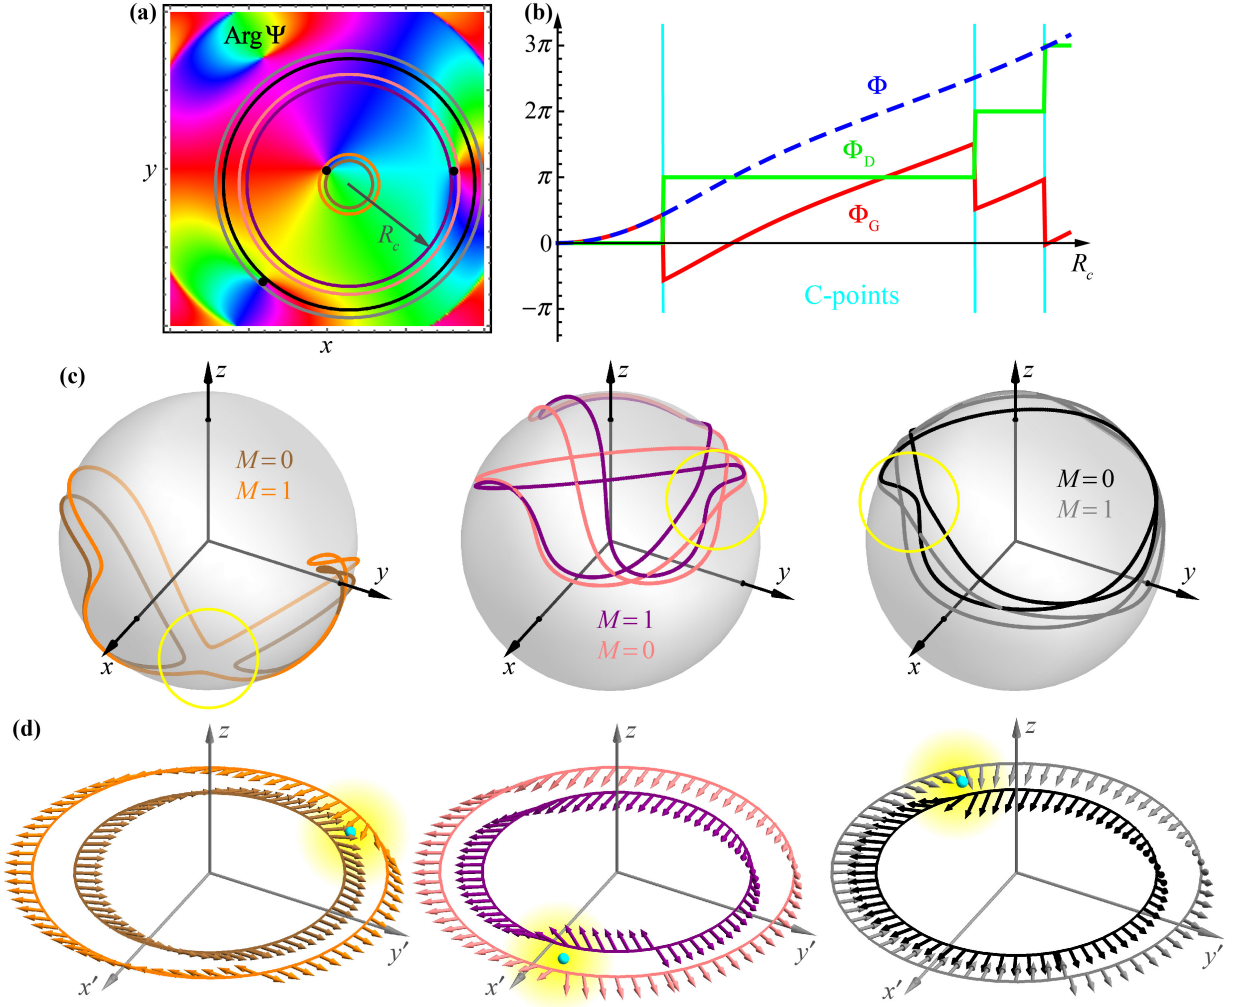 (a)
Arg Ψ
y
R_c
x
(b)
3π
2π
π
0
−π
Φ
Φ_D
Φ_G
R_c
C-points
(c)
z
M = 0
M = 1
y
x
z
M = 1
M = 0
y
x
z
M = 0
M = 1
y
x
(d)
z
y′
x′
z
y′
x′
z
y′
x′